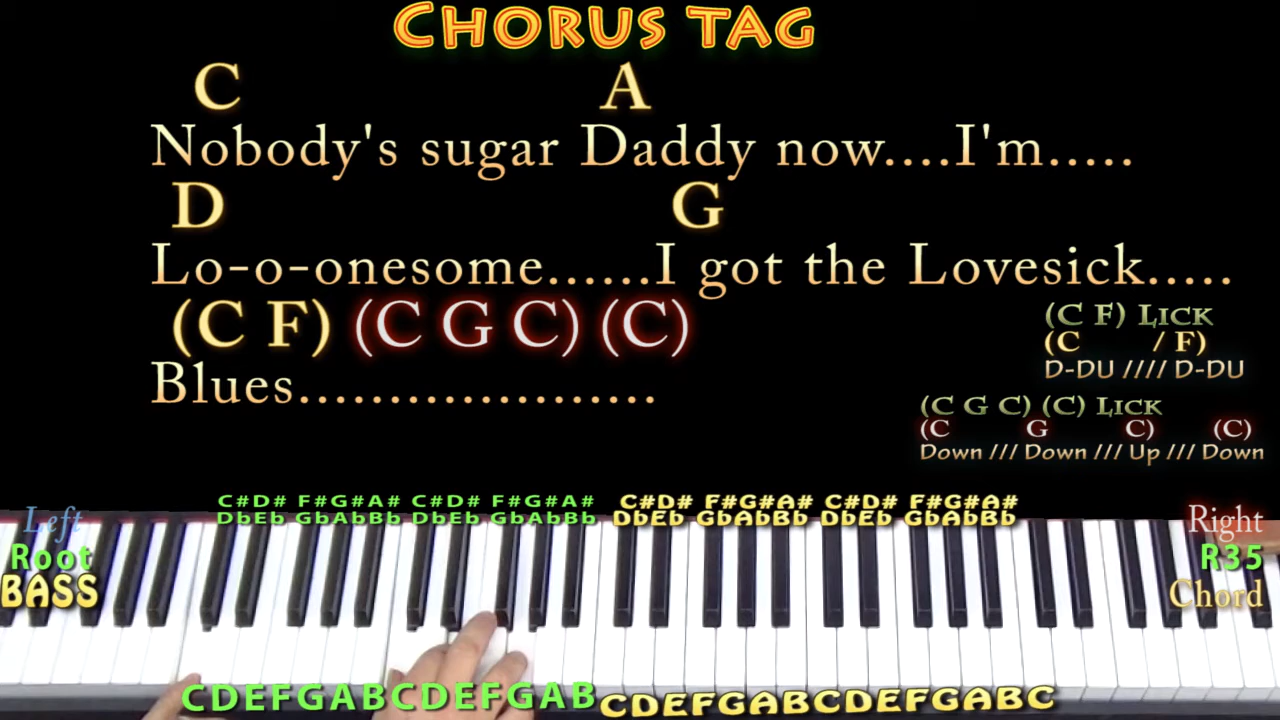 CHORUS TAG
C A
Nobody's sugar Daddy now....I'm.....
D G
Lo-o-onesome......I got the Lovesick.....
(C F) (C G C) (C)
Blues....................
(C F) LICK
(C / F)
D-DU //// D-DU
(C G C) (C) LICK
(C G C) (C)
Down /// Down /// Up /// Down
C#D# F#G#A# C#D# F#G#A# C#D# F#G#A# C#D# F#G#A#
DbEb GbAbBb DbEb GbAbBb DbEb GbAbBb DbEb GbAbBb
Left
Root
BASS
Right
R35
Chord
CDEFGABCDEFGAB CDEFGABCDEFGABC